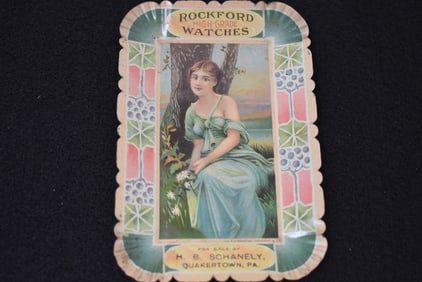 ROCKFORD
HIGH-GRADE
WATCHES
FOR SALE BY
H. B. SCHANELY,
QUAKERTOWN, PA.